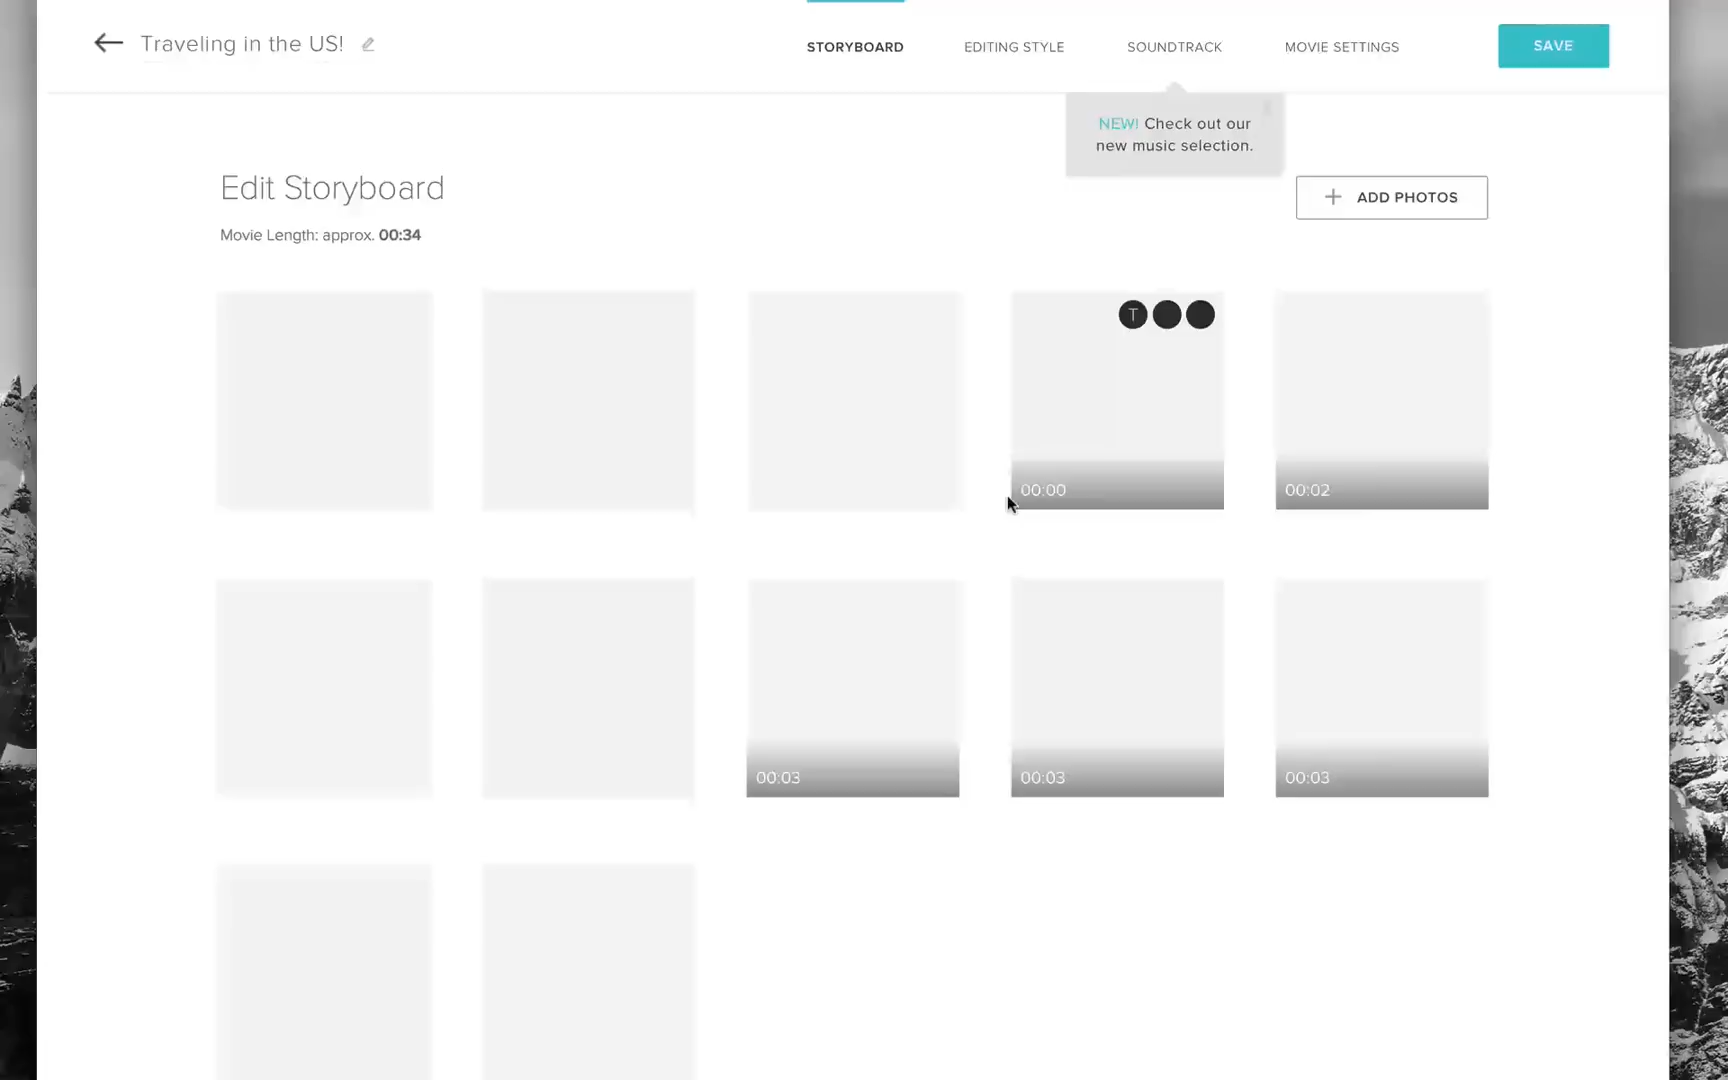 Traveling in the US!
STORYBOARD
EDITING STYLE
SOUNDTRACK
MOVIE SETTINGS
SAVE
NEW! Check out our
new music selection.
Edit Storyboard
ADD PHOTOS
Movie Length: approx. 00:34
T
00:00
00:02
00:03
00:03
00:03